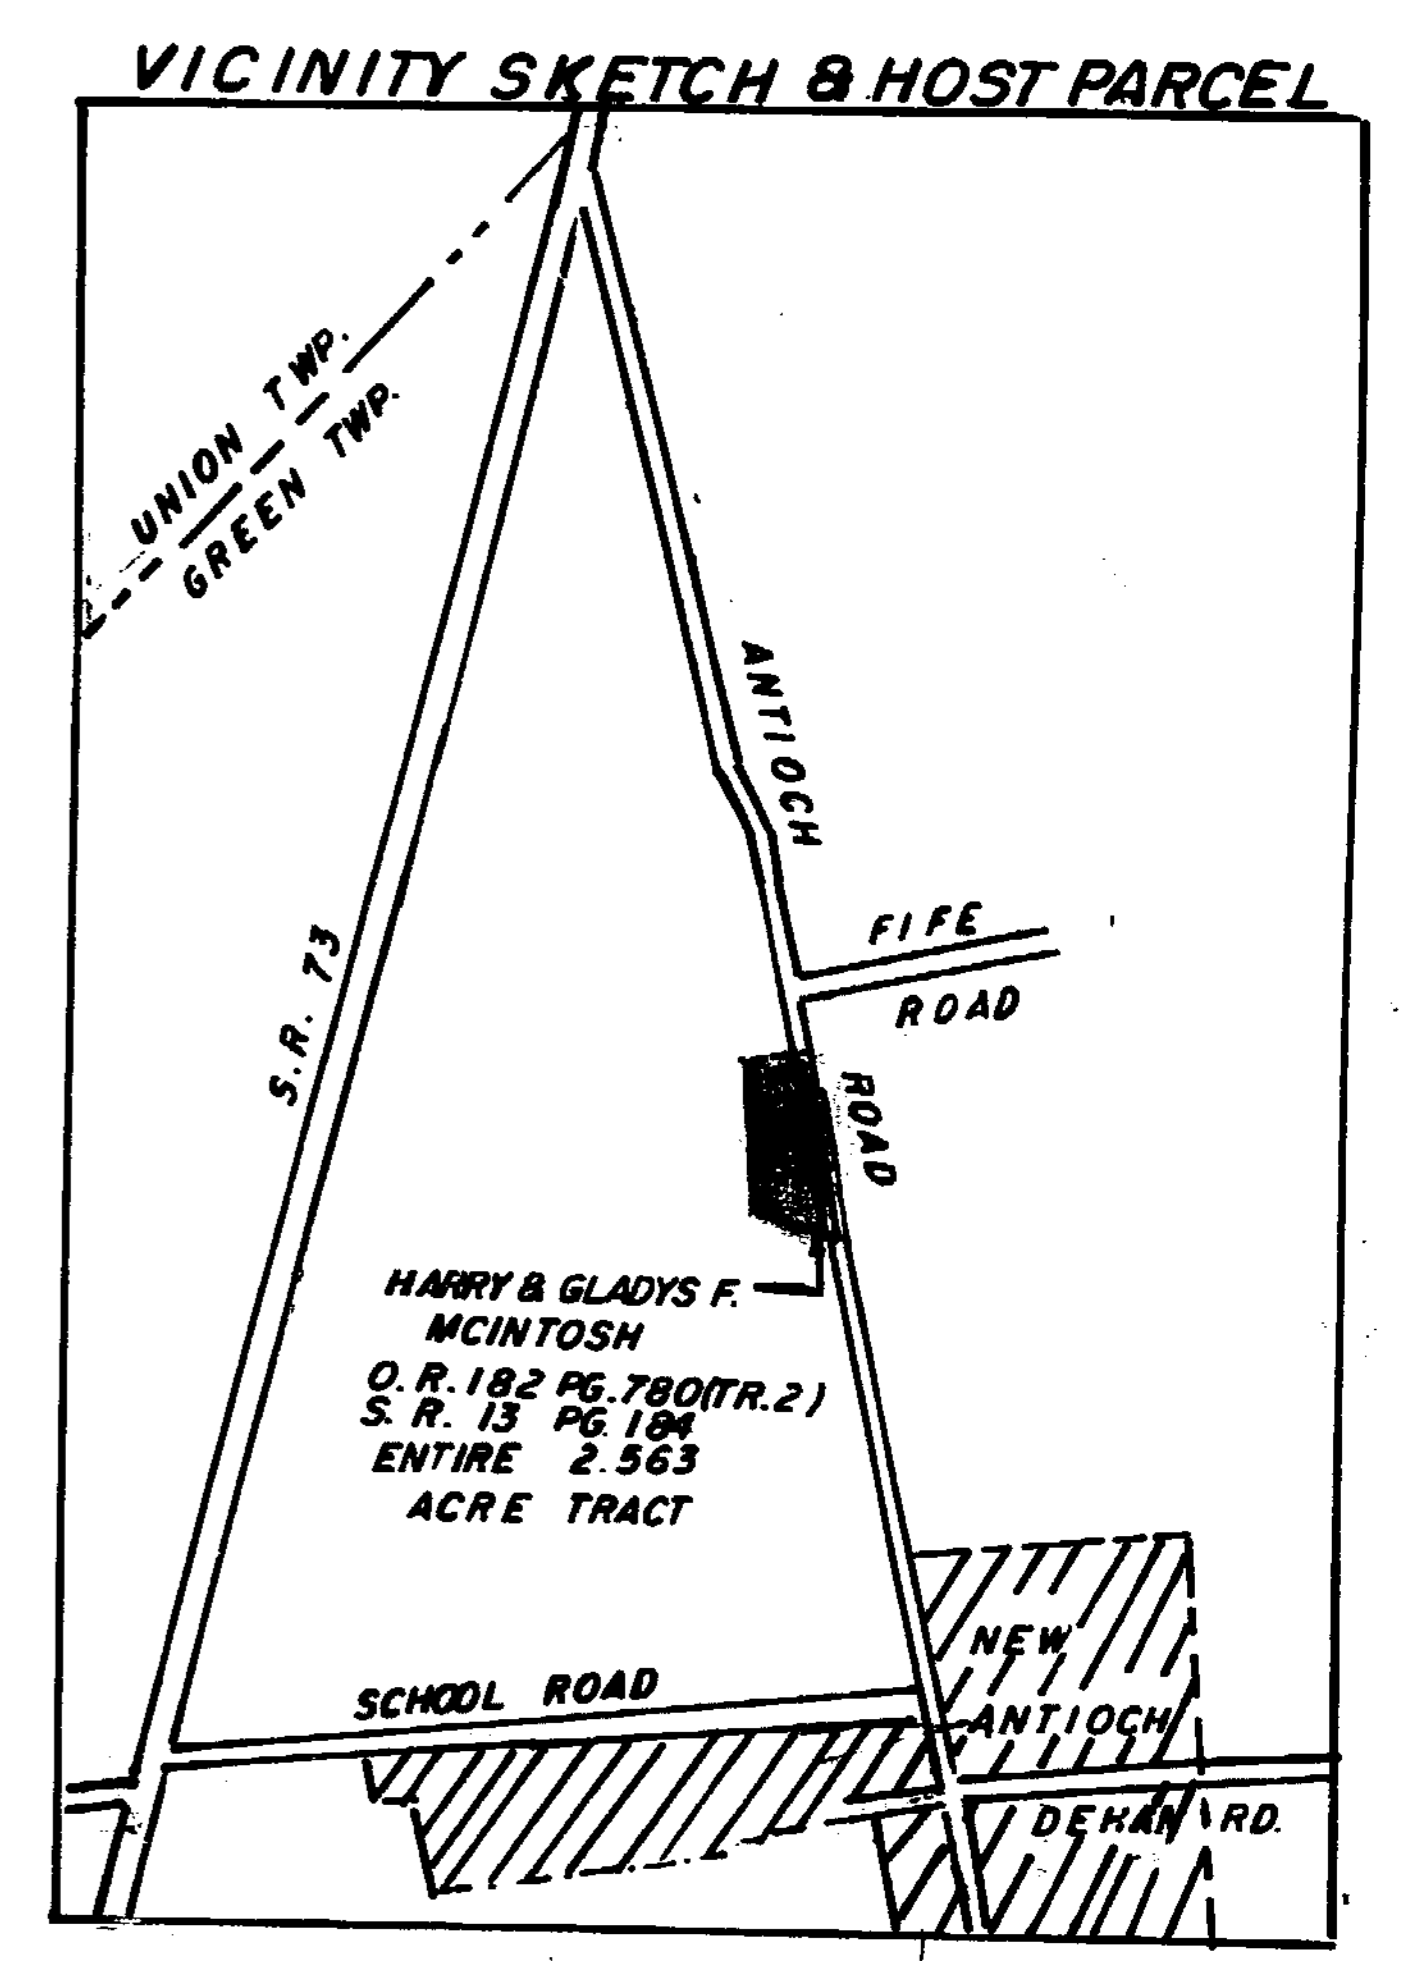 VICINITY SKETCH & HOST PARCEL
UNION TWP.
GREEN TWP.
ANTIOCH
FIFE
ROAD
S.R. 73
ROAD
HARRY & GLADYS F.
MCINTOSH
O.R. 182 PG. 780 (TR. 2)
S.R. 13 PG. 184
ENTIRE 2.563
ACRE TRACT
NEW
ANTIOCH
SCHOOL ROAD
DEHAN RD.